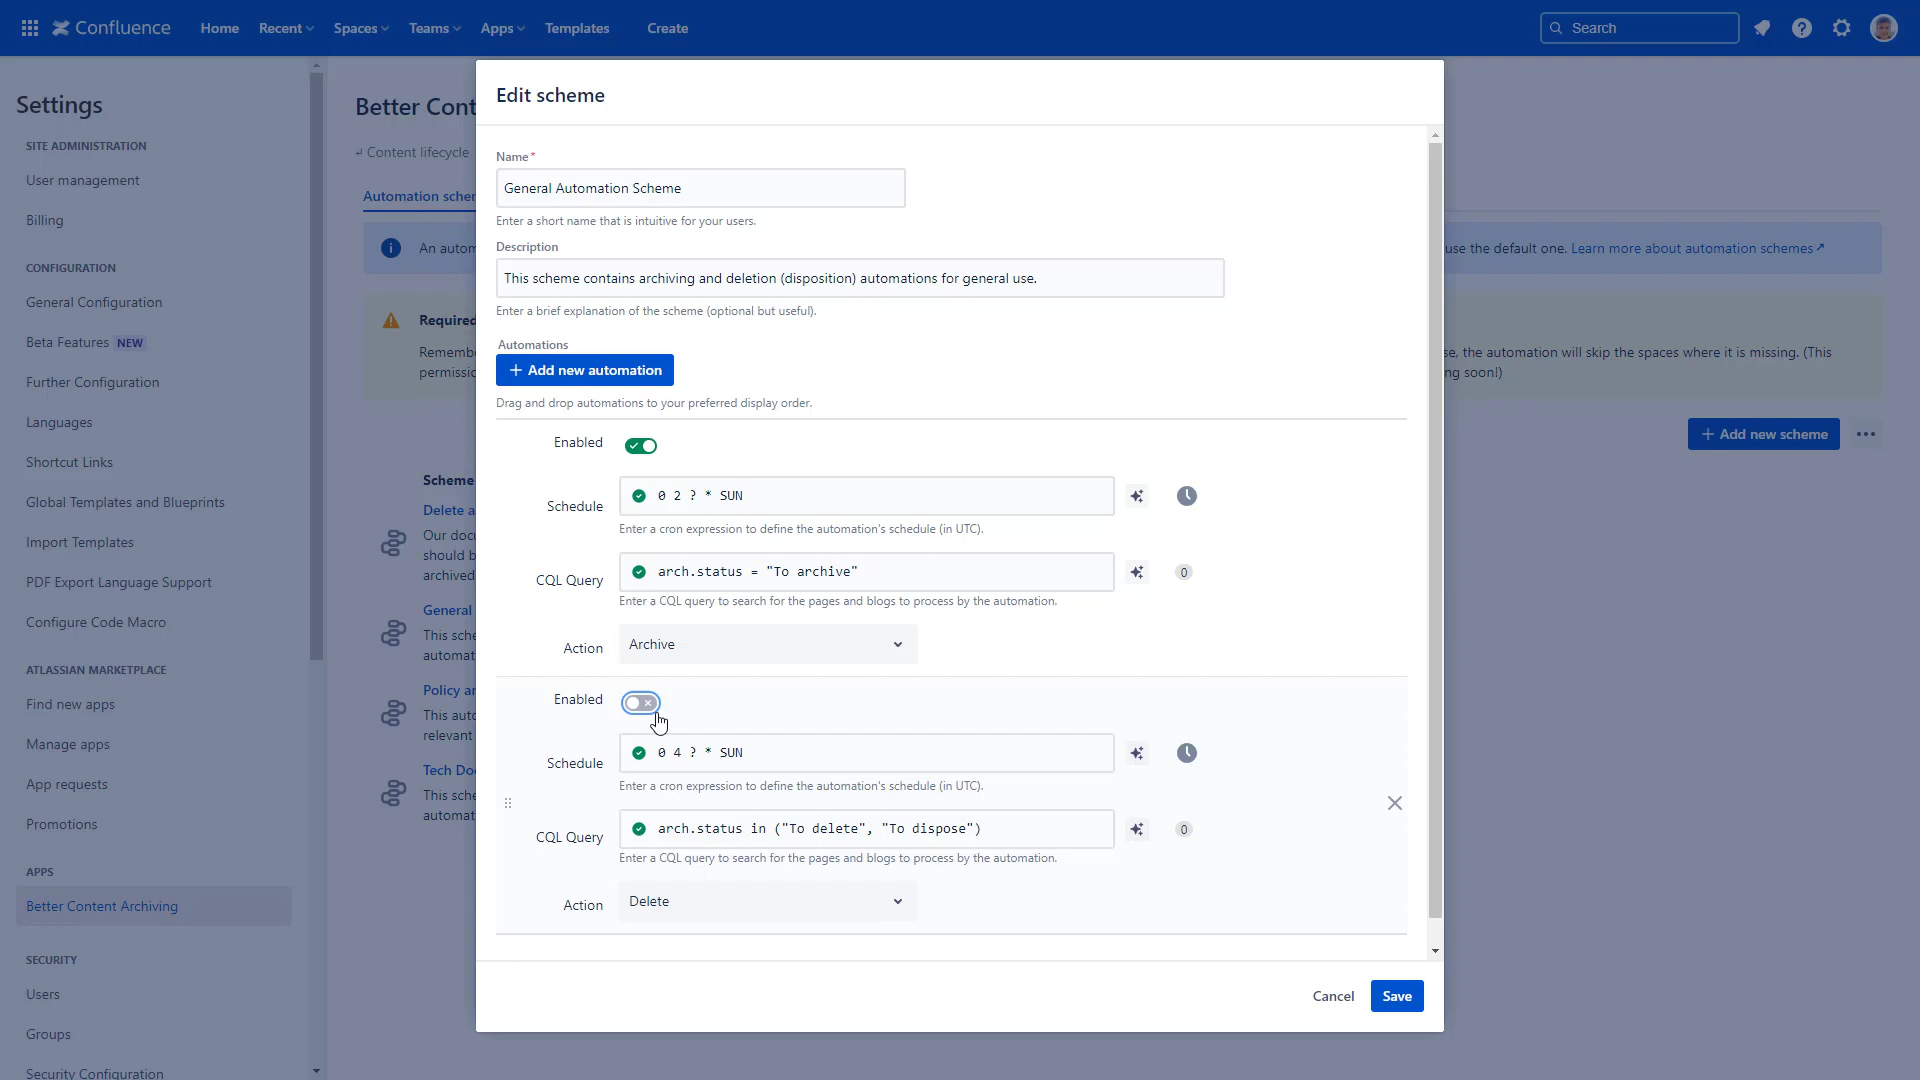 Confluence Home Recent Spaces Teams Apps Templates Create Search
Settings
SITE ADMINISTRATION
User management
Billing
CONFIGURATION
General Configuration
Beta Features NEW
Further Configuration
Languages
Shortcut Links
Global Templates and Blueprints
Import Templates
PDF Export Language Support
Configure Code Macro
ATLASSIAN MARKETPLACE
Find new apps
Manage apps
App requests
Promotions
APPS
Better Content Archiving
SECURITY
Users
Groups
Security Configuration
Better Cont
Content lifecycle
Automation scher
An autom
use the default one. Learn more about automation schemes
Required
Rememb
se, the automation will skip the spaces where it is missing. (This
permissic
ng soon!)
+ Add new scheme
Scheme
Delete a
Our docu
should b
archived
General
This sche
automat
Policy ar
This auto
relevant
Tech Doc
This sche
automat
Edit scheme
Name*
General Automation Scheme
Enter a short name that is intuitive for your users.
Description
This scheme contains archiving and deletion (disposition) automations for general use.
Enter a brief explanation of the scheme (optional but useful).
Automations
+ Add new automation
Drag and drop automations to your preferred display order.
Enabled
Schedule 0 2 ? * SUN
Enter a cron expression to define the automation's schedule (in UTC).
CQL Query arch.status = "To archive" 0
Enter a CQL query to search for the pages and blogs to process by the automation.
Action Archive
Enabled
Schedule 0 4 ? * SUN
Enter a cron expression to define the automation's schedule (in UTC).
CQL Query arch.status in ("To delete", "To dispose") 0
Enter a CQL query to search for the pages and blogs to process by the automation.
Action Delete
Cancel Save